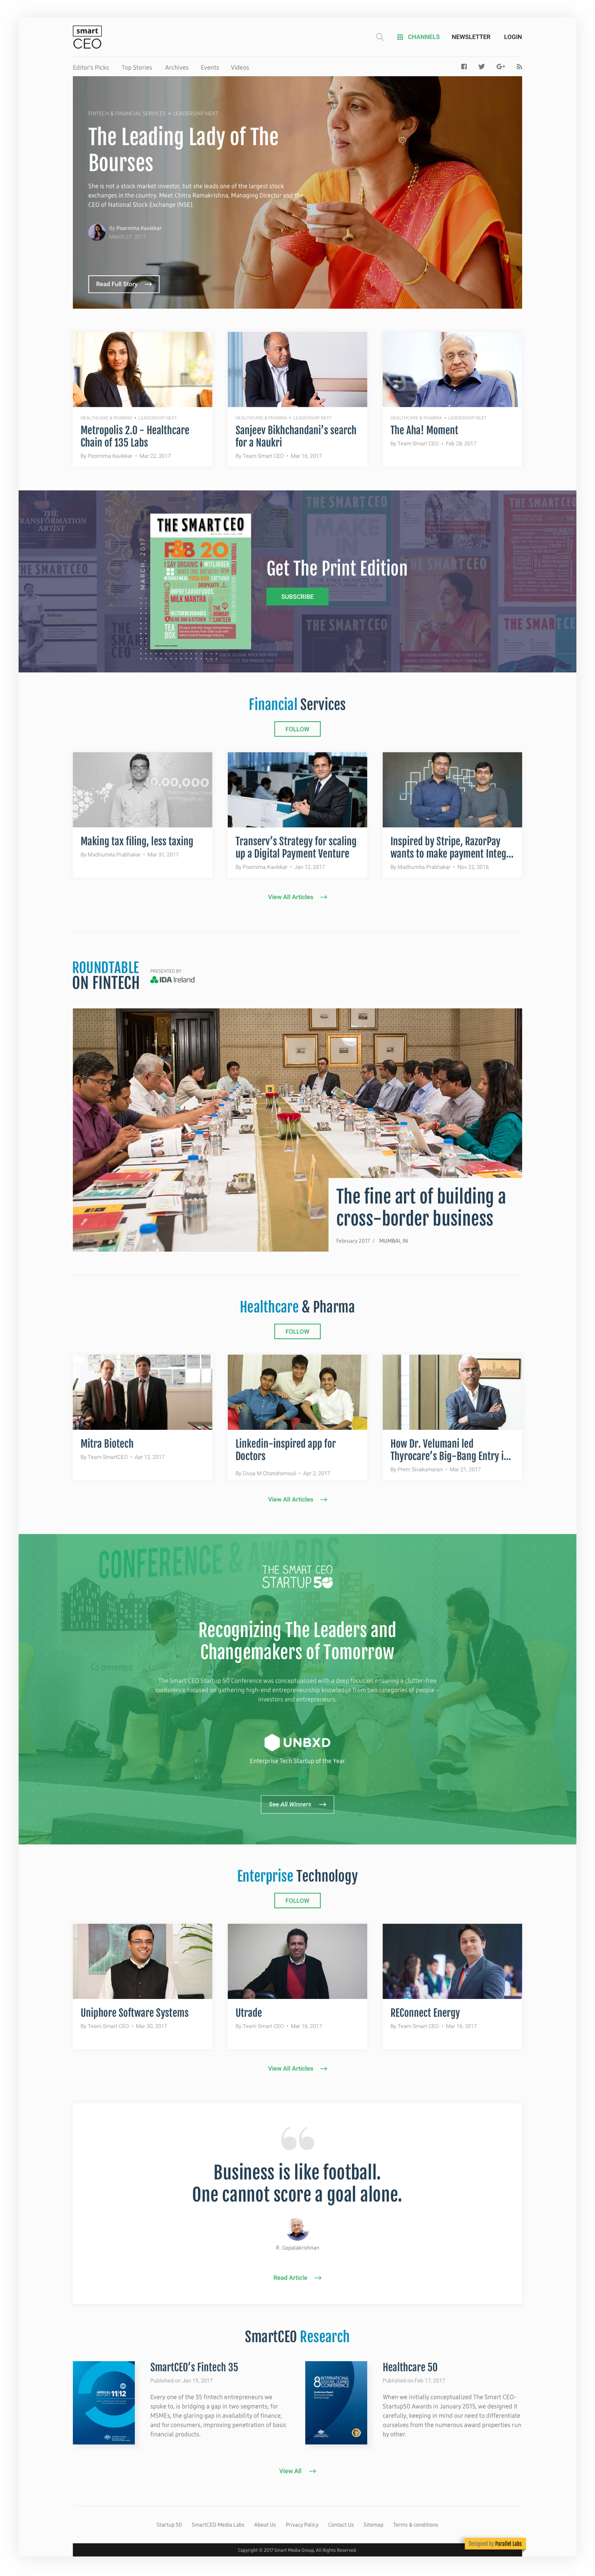 smart
CEO
CHANNELS
NEWSLETTER
LOGIN
Editor's Picks
Top Stories
Archives
Events
Videos
FINTECH & FINANCIAL SERVICES • LEADERSHIP NEXT
The Leading Lady of The
Bourses
She is not a stock market investor, but she leads one of the largest stock
exchanges in the country. Meet Chitra Ramakrishna, Managing Director and the
CEO of National Stock Exchange (NSE).
By Poornima Kavlekar
March 27, 2017
Read Full Story
HEALTHCARE & PHARMA • LEADERSHIP NEXT
Metropolis 2.0 - Healthcare
Chain of 135 Labs
By Poornima Kavlekar • Mar 22, 2017
HEALTHCARE & PHARMA • LEADERSHIP NEXT
Sanjeev Bikhchandani's search
for a Naukri
By Team Smart CEO • Mar 16, 2017
HEALTHCARE & PHARMA • LEADERSHIP NEXT
The Aha! Moment
By Team Smart CEO • Feb 28, 2017
MARCH, 2017
THE SMART CEO
F&B 20
MILK MANTRA
TEA
BOX
THE BOMBAY
CANTEEN
Get The Print Edition
SUBSCRIBE
Financial Services
FOLLOW
Making tax filing, less taxing
By Madhumita Prabhakar • Mar 31, 2017
Transerv's Strategy for scaling
up a Digital Payment Venture
By Poornima Kavlekar • Jan 12, 2017
Inspired by Stripe, RazorPay
wants to make payment Integ...
By Madhumita Prabhakar • Nov 22, 2016
View All Articles
ROUNDTABLE
ON FINTECH
PRESENTED BY
IDA Ireland
The fine art of building a
cross-border business
February 2017 / MUMBAI, IN
Healthcare & Pharma
FOLLOW
Mitra Biotech
By Team SmartCEO • Apr 12, 2017
Linkedin-inspired app for
Doctors
By Divya M Chandramouli • Apr 2, 2017
How Dr. Velumani led
Thyrocare's Big-Bang Entry i...
By Prem Sivakumaran • Mar 21, 2017
View All Articles
CONFERENCE & AWARDS
Co-presented
THE SMART CEO
STARTUP 50
Recognizing The Leaders and
Changemakers of Tomorrow
The Smart CEO Startup 50 Conference was conceptualized with a deep focus on ensuring a clutter-free
conference focused on gathering high-end entrepreneurship knowledge from two categories of people –
investors and entrepreneurs.
UNBXD
Enterprise Tech Startup of the Year
See All Winners
Enterprise Technology
FOLLOW
Uniphore Software Systems
By Team Smart CEO • Mar 30, 2017
Utrade
By Team Smart CEO • Mar 16, 2017
REConnect Energy
By Team Smart CEO • Mar 16, 2017
View All Articles
Business is like football.
One cannot score a goal alone.
R. Gopalakrishnan
Read Article
SmartCEO Research
SmartCEO's Fintech 35
Published on Jan 15, 2017
Every one of the 35 fintech entrepreneurs we
spoke to, is bridging a gap in two segments; for
MSMEs, the glaring gap in availability of finance,
and for consumers, improving penetration of basic
financial products.
Healthcare 50
Published on Feb 17, 2017
When we initially conceptualized The Smart CEO-
Startup50 Awards in January 2015, we designed it
carefully, keeping in mind our need to differentiate
ourselves from the numerous award properties run
by other.
View All
Startup 50
SmartCEO Media Labs
About Us
Privacy Policy
Contact Us
Sitemap
Terms & conditions
Designed by Parallel Labs
Copyright © 2017 Smart Media Group, All Rights Reserved.